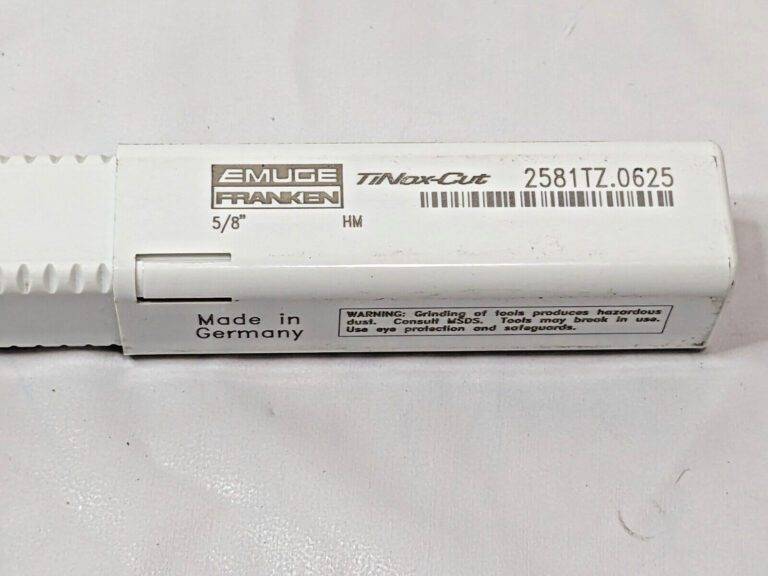 EMUGE
FRANKEN
TiNox-Cut
2581TZ.0625
5/8"
HM
Made in
Germany
WARNING: Grinding of tools produces hazardous
dust. Consult MSDS. Tools may break in use.
Use eye protection and safeguards.